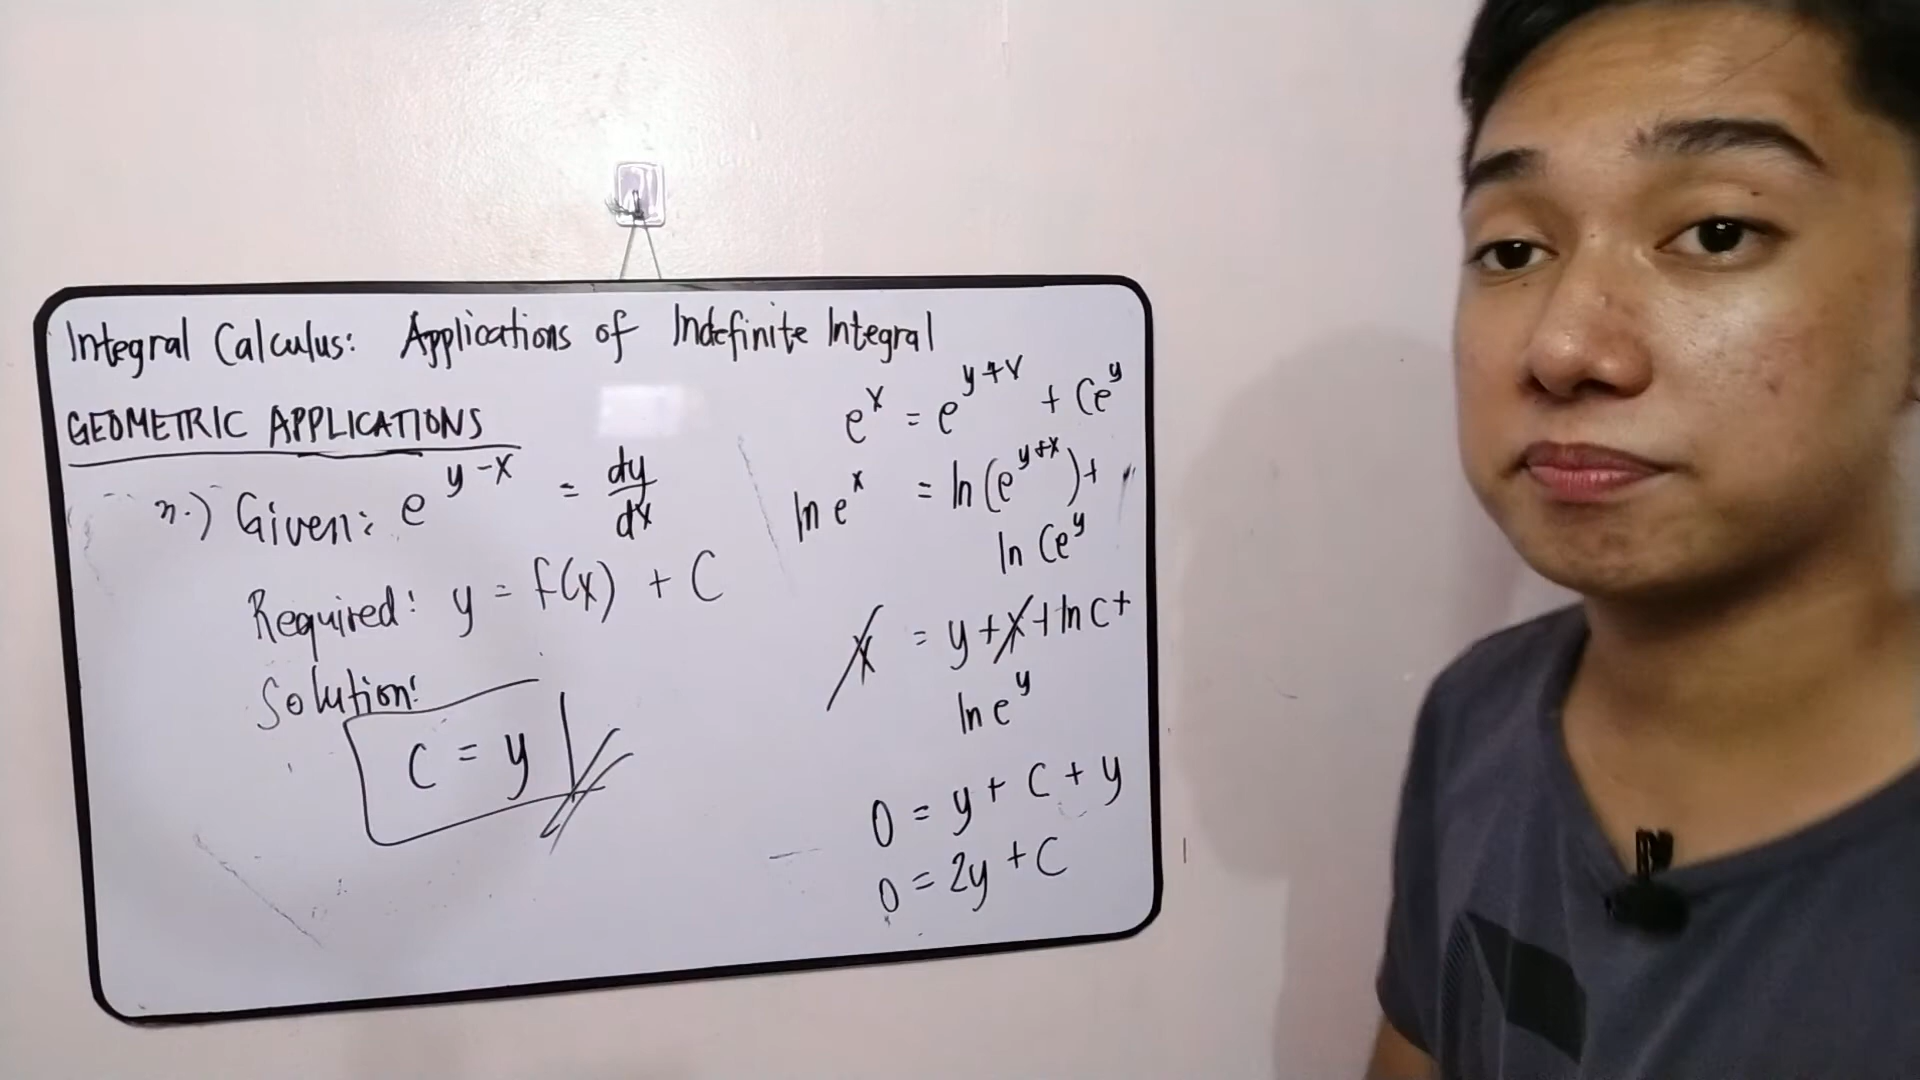 Integral Calculus: Applications of Indefinite Integral
GEOMETRIC APPLICATIONS
n.) Given: e^{y-x} = dy/dx
Required: y = f(x) + C
Solution:
C = y
e^x = e^{y+x} + Ce^y
ln e^x = ln(e^{y+x}) +
ln Ce^y
x = y + x + ln C +
ln e^y
0 = y + C + y
0 = 2y + C